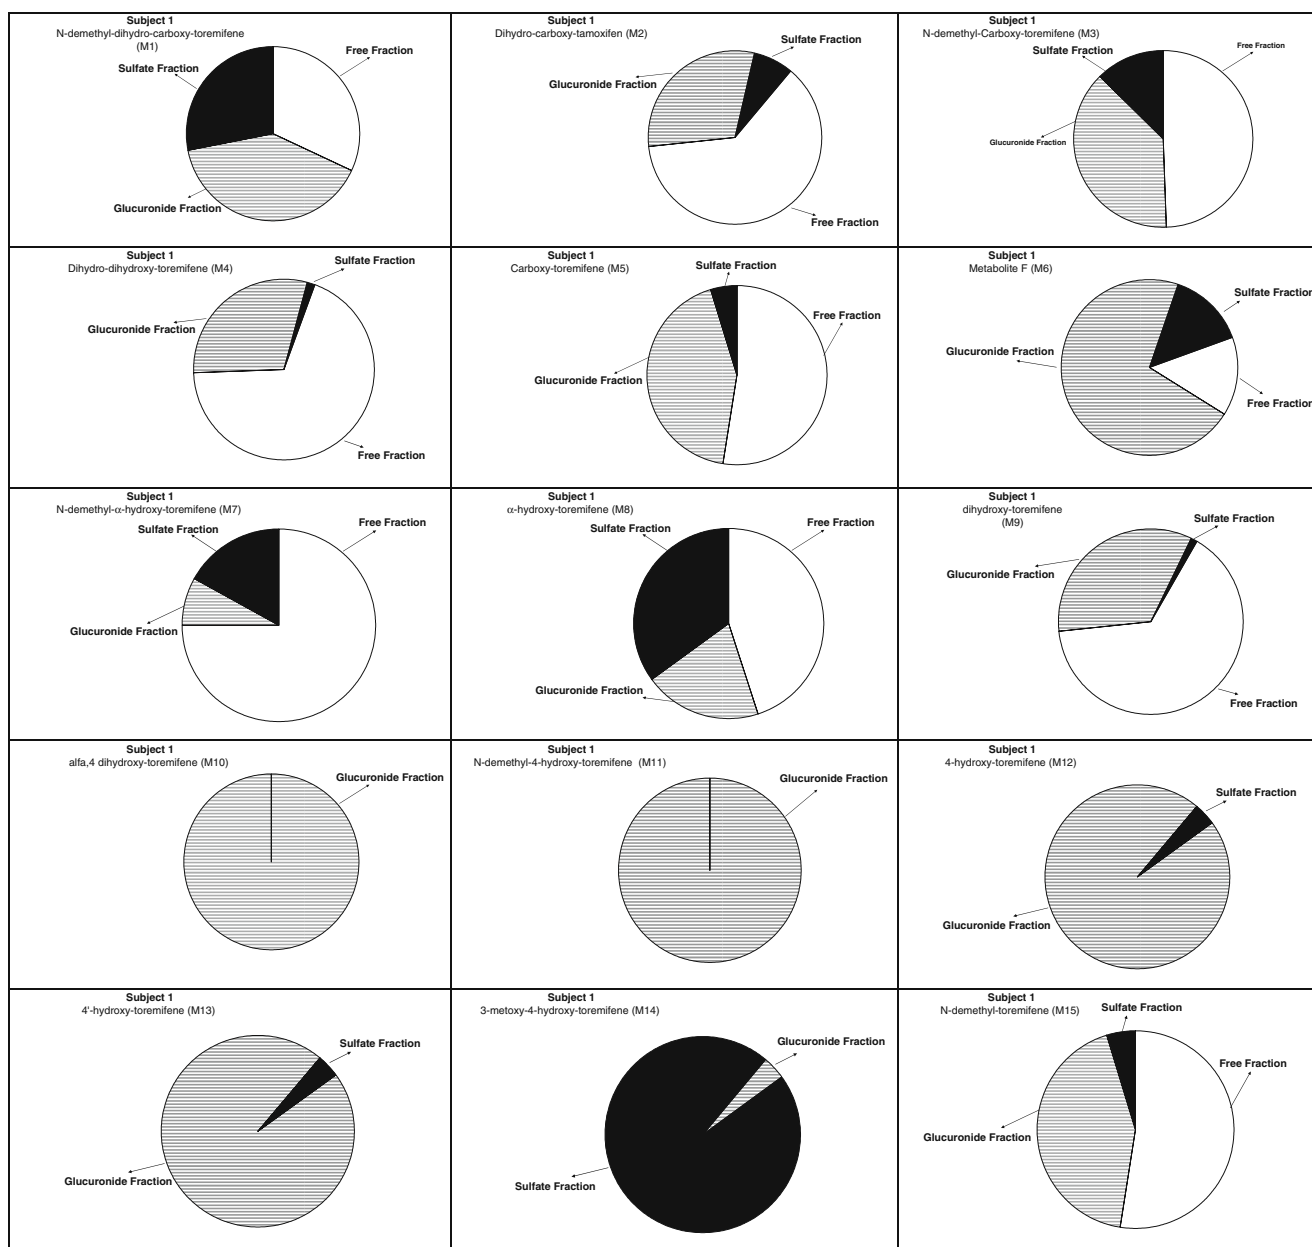 Subject 1
N-demethyl-dihydro-carboxy-toremifene
(M1)
Free Fraction
Sulfate Fraction
Glucuronide Fraction
Subject 1
Dihydro-carboxy-tamoxifen (M2)
Sulfate Fraction
Glucuronide Fraction
Free Fraction
Subject 1
N-demethyl-Carboxy-toremifene (M3)
Sulfate Fraction
Free Fraction
Glucuronide Fraction
Subject 1
Dihydro-dihydroxy-toremifene (M4)
Sulfate Fraction
Glucuronide Fraction
Free Fraction
Subject 1
Carboxy-toremifene (M5)
Sulfate Fraction
Free Fraction
Glucuronide Fraction
Subject 1
Metabolite F (M6)
Sulfate Fraction
Glucuronide Fraction
Free Fraction
Subject 1
N-demethyl-α-hydroxy-toremifene (M7)
Sulfate Fraction
Free Fraction
Glucuronide Fraction
Subject 1
α-hydroxy-toremifene (M8)
Sulfate Fraction
Free Fraction
Glucuronide Fraction
Subject 1
dihydroxy-toremifene
(M9)
Sulfate Fraction
Glucuronide Fraction
Free Fraction
Subject 1
alfa,4 dihydroxy-toremifene (M10)
Glucuronide Fraction
Subject 1
N-demethyl-4-hydroxy-toremifene (M11)
Glucuronide Fraction
Subject 1
4-hydroxy-toremifene (M12)
Sulfate Fraction
Glucuronide Fraction
Subject 1
4'-hydroxy-toremifene (M13)
Sulfate Fraction
Glucuronide Fraction
Subject 1
3-metoxy-4-hydroxy-toremifene (M14)
Glucuronide Fraction
Sulfate Fraction
Subject 1
N-demethyl-toremifene (M15)
Sulfate Fraction
Free Fraction
Glucuronide Fraction